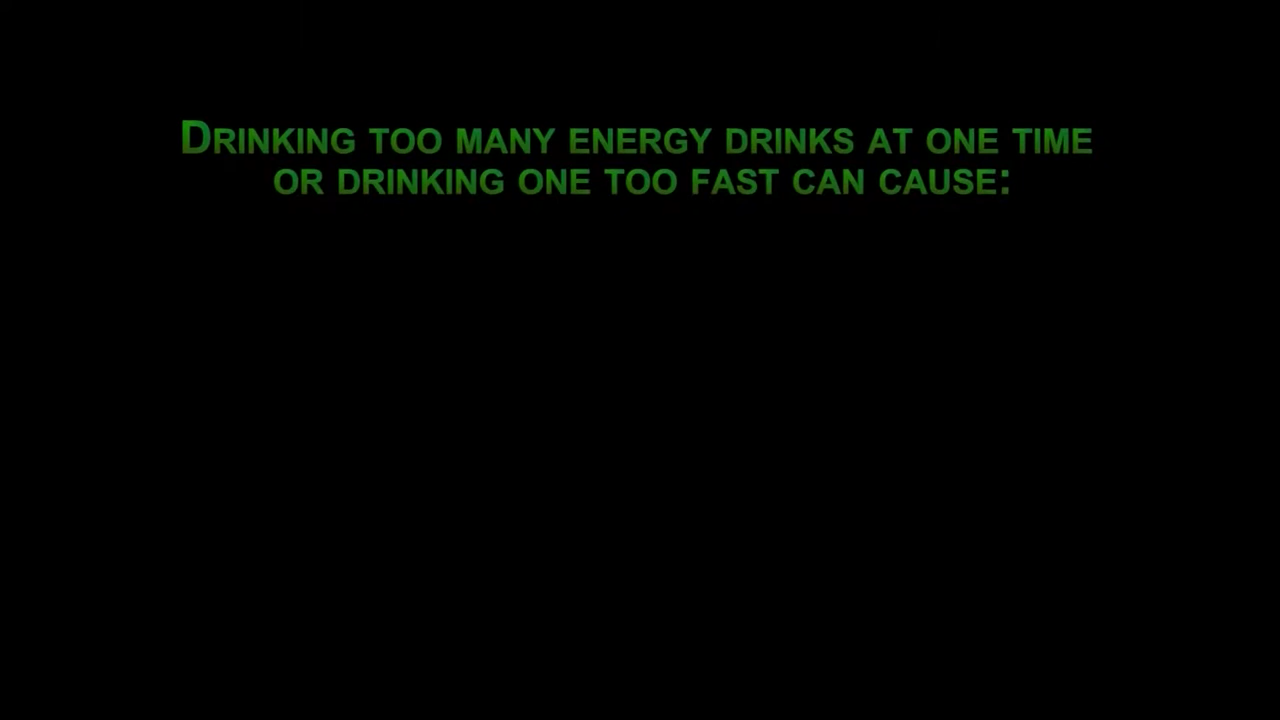 Drinking too many energy drinks at one time
or drinking one too fast can cause: